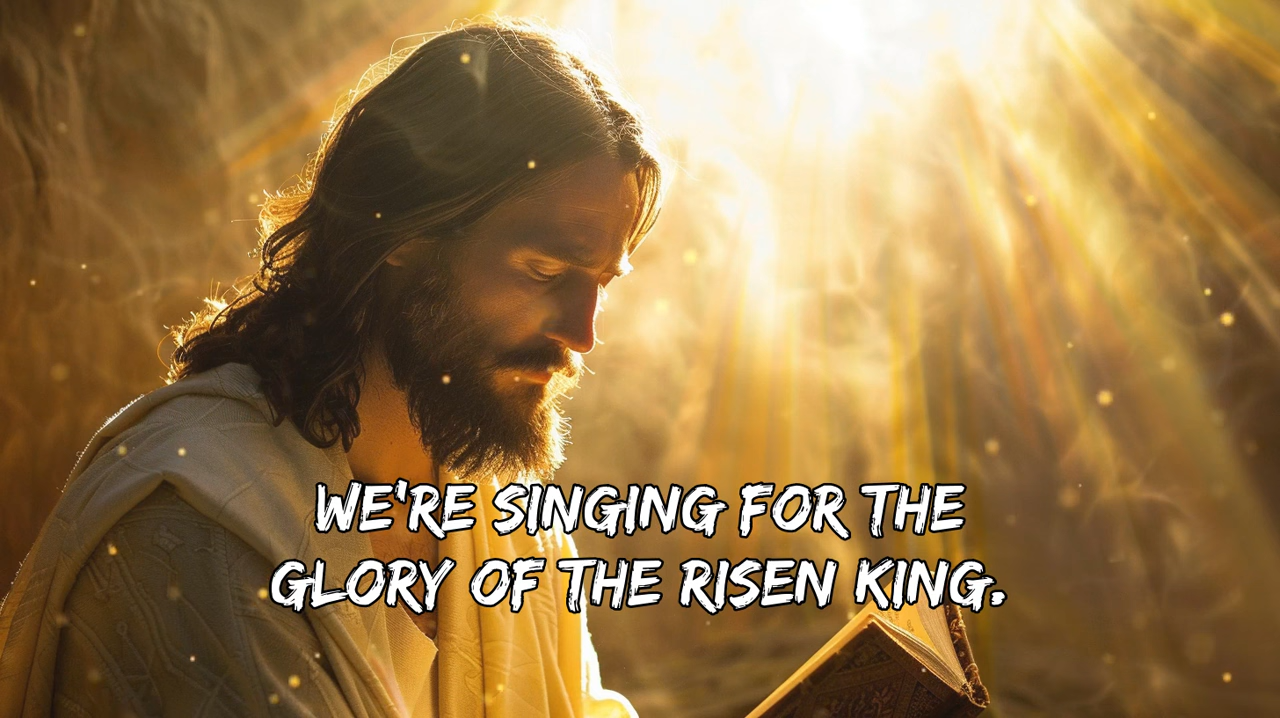 WE'RE SINGING FOR THE
GLORY OF THE RISEN KING.